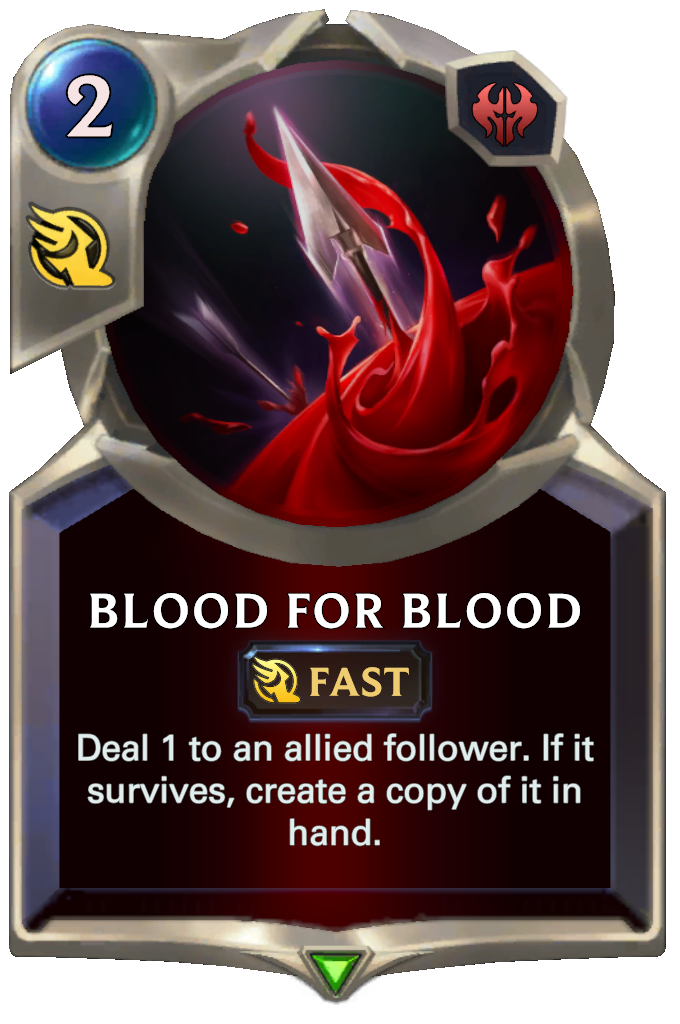 2
BLOOD FOR BLOOD
FAST
Deal 1 to an allied follower. If it
survives, create a copy of it in
hand.